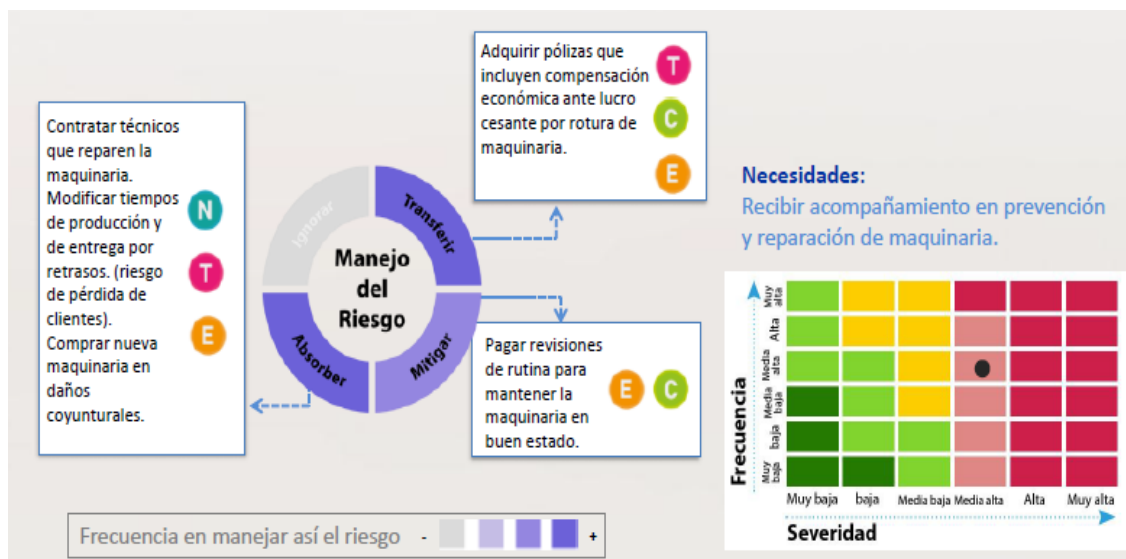 Adquirir pólizas que
incluyen compensación
económica ante lucro
cesante por rotura de
maquinaria.
T
C
E
Contratar técnicos
que reparen la
maquinaria.
Modificar tiempos
de producción y
de entrega por
retrasos. (riesgo
de pérdida de
clientes).
Comprar nueva
maquinaria en
daños
coyunturales.
N
T
E
Ignorar
Transferir
Manejo
del
Riesgo
Absorber
Mitigar
Pagar revisiones
de rutina para
mantener la
maquinaria en
buen estado.
E C
Necesidades:
Recibir acompañamiento en prevención
y reparación de maquinaria.
Frecuencia
Muy
alta
Alta
Media
alta
Media
baja
baja
Muy
baja
Muy baja baja Media baja Media alta Alta Muy alta
Severidad
Frecuencia en manejar así el riesgo - +